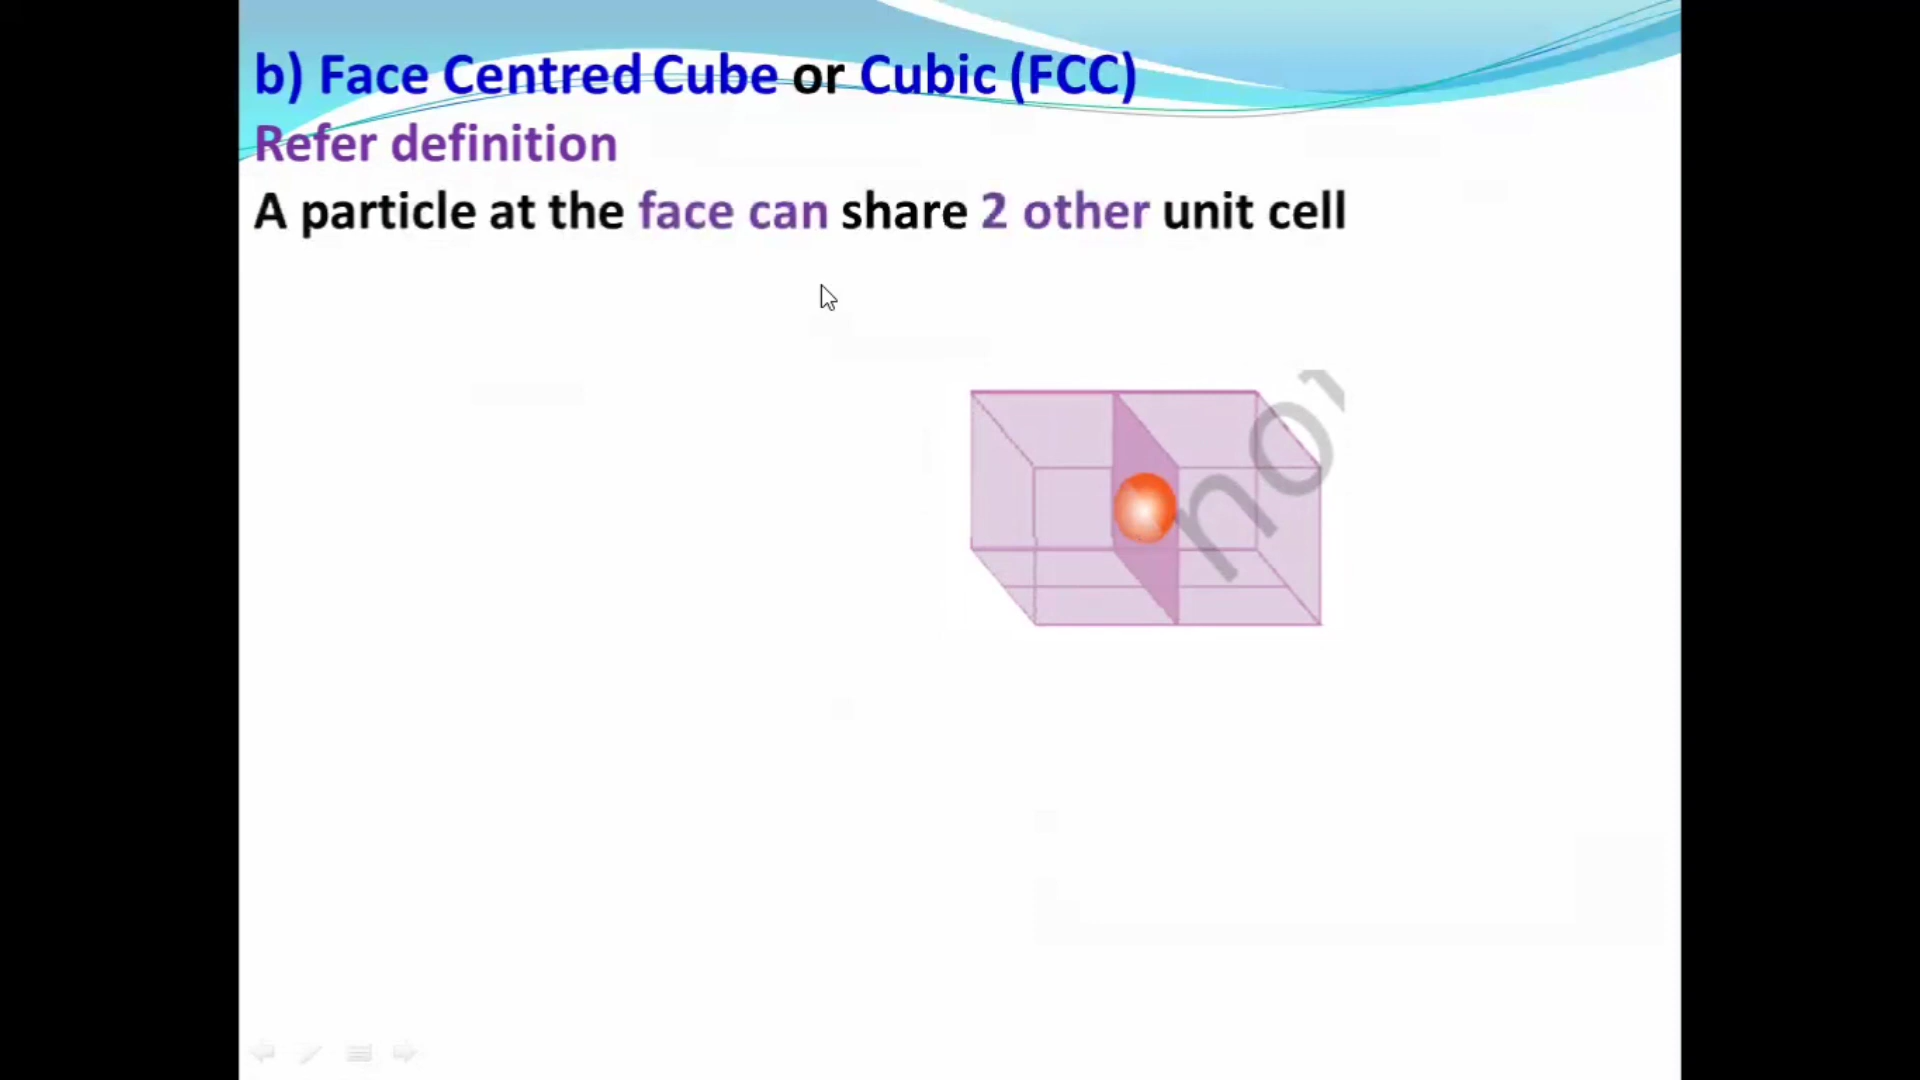 b) Face Centred Cube or Cubic (FCC)
Refer definition
A particle at the face can share 2 other unit cell